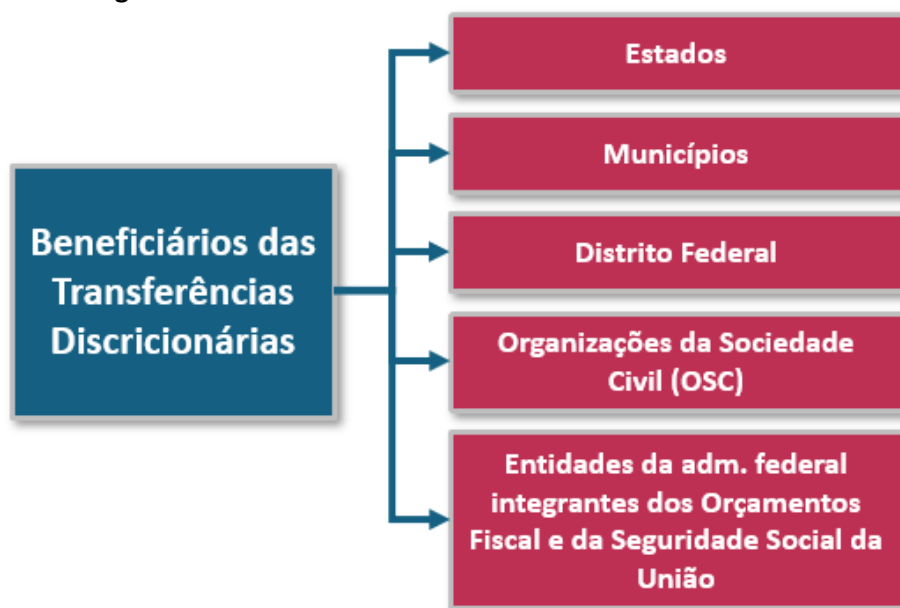 Beneficiários das
Transferências
Discricionárias
Estados
Municípios
Distrito Federal
Organizações da Sociedade
Civil (OSC)
Entidades da adm. federal
integrantes dos Orçamentos
Fiscal e da Seguridade Social da
União